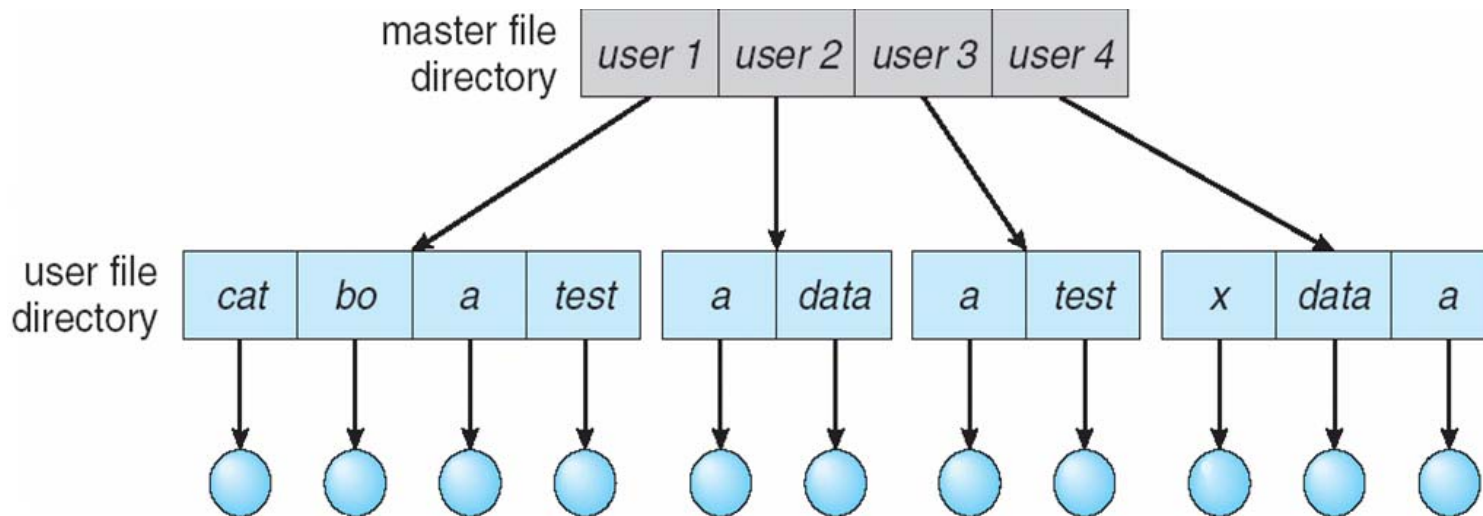 master file
directory
user 1 user 2 user 3 user 4
user file
directory
cat bo a test a data a test x data a